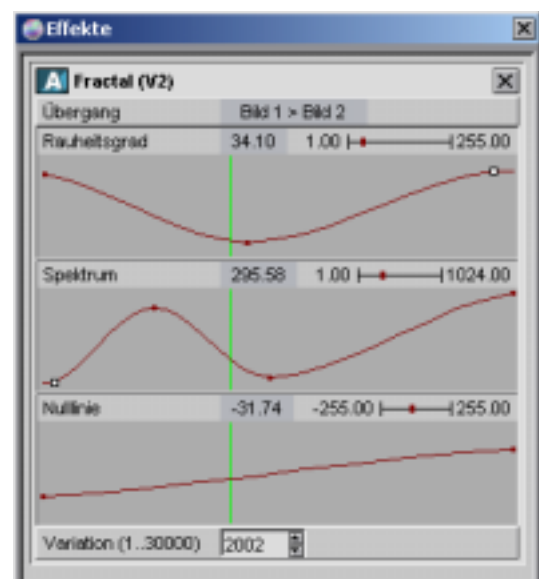 Effekte
A Fractal (V2)
Übergang Bild 1 > Bild 2
Rauheitsgrad 34.10 1.00 255.00
Spektrum 295.58 1.00 1024.00
Nulllinie -31.74 -255.00 255.00
Variation (1..30000) 2002